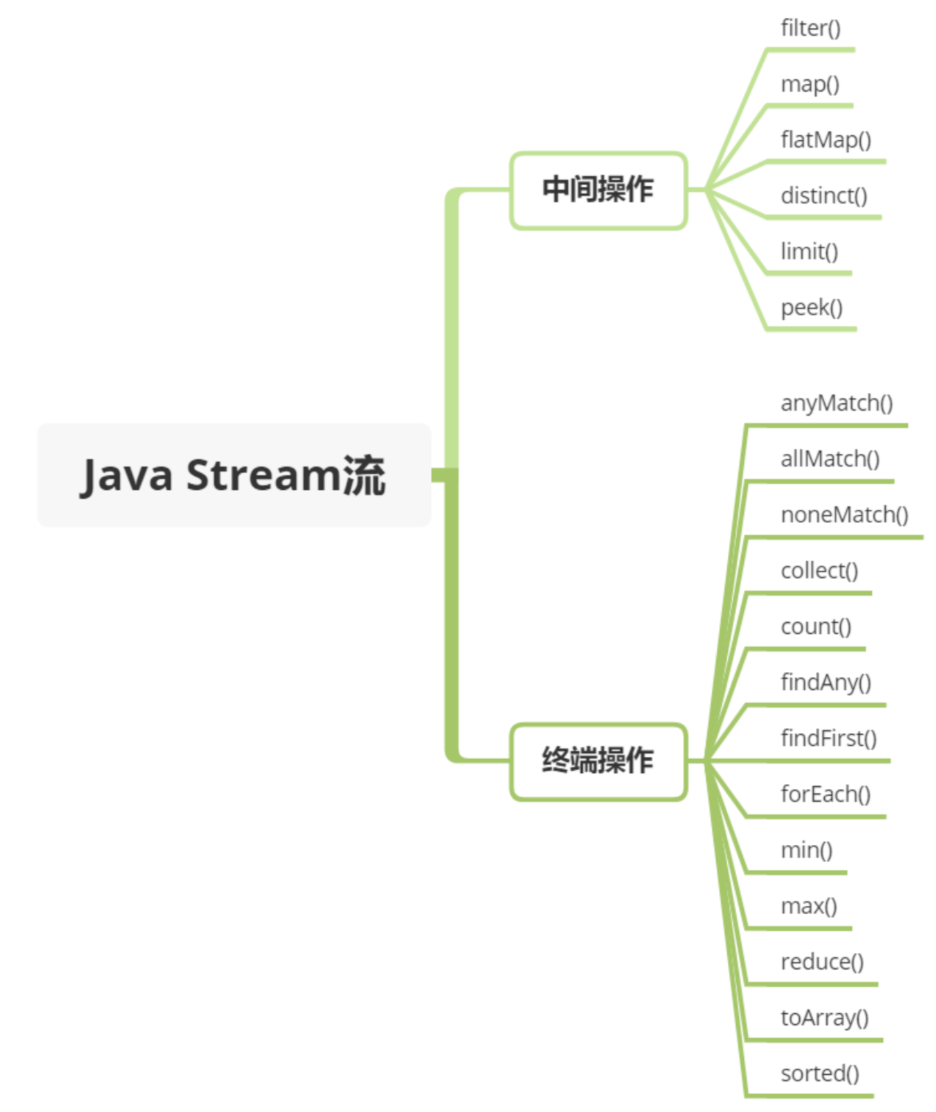 Java Stream流
中间操作
filter()
map()
flatMap()
distinct()
limit()
peek()
终端操作
anyMatch()
allMatch()
noneMatch()
collect()
count()
findAny()
findFirst()
forEach()
min()
max()
reduce()
toArray()
sorted()